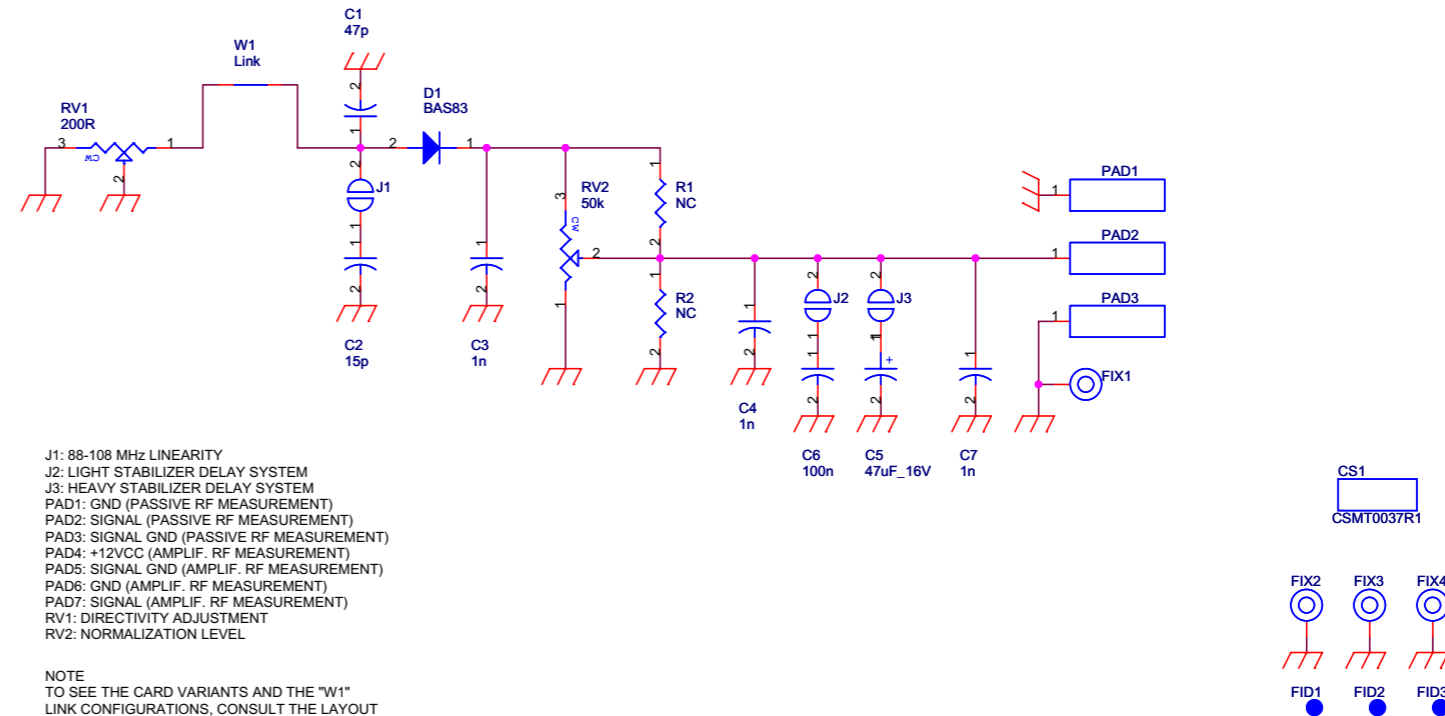 C1
47p
W1
Link
D1
BAS83
RV1
200R
3
CW
1
2
2
1
2
1
2
J1
1
1
2
C2
15p
1
2
C3
1n
RV2
50k
3
CW
2
1
1
R1
NC
2
1
R2
NC
2
1
2
C4
1n
2
J2
1
1
2
C6
100n
2
J3
1
1
+
2
C5
47uF_16V
1
2
C7
1n
PAD1
1
PAD2
1
PAD3
1
FIX1
J1: 88-108 MHz LINEARITY
J2: LIGHT STABILIZER DELAY SYSTEM
J3: HEAVY STABILIZER DELAY SYSTEM
PAD1: GND (PASSIVE RF MEASUREMENT)
PAD2: SIGNAL (PASSIVE RF MEASUREMENT)
PAD3: SIGNAL GND (PASSIVE RF MEASUREMENT)
PAD4: +12VCC (AMPLIF. RF MEASUREMENT)
PAD5: SIGNAL GND (AMPLIF. RF MEASUREMENT)
PAD6: GND (AMPLIF. RF MEASUREMENT)
PAD7: SIGNAL (AMPLIF. RF MEASUREMENT)
RV1: DIRECTIVITY ADJUSTMENT
RV2: NORMALIZATION LEVEL
NOTE
TO SEE THE CARD VARIANTS AND THE "W1"
LINK CONFIGURATIONS, CONSULT THE LAYOUT
CS1
CSMT0037R1
FIX2 FIX3 FIX4
FID1 FID2 FID3